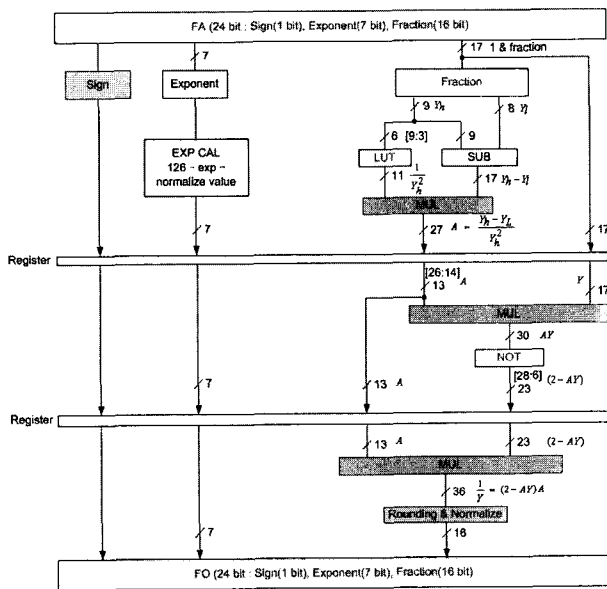 FA (24 bit : Sign(1 bit), Exponent(7 bit), Fraction(16 bit)
7
17 1 & fraction
Sign
Exponent
Fraction
9 Yh
8 Yl
EXP CAL
126 - exp -
normalize value
6 [9:3]
9
LUT
SUB
11 1/Yh²
17 Yh - Yl
MUL
7
27 A = (Yh - YL)/Yh²
17
Register
[26:14]
13 A
Y
17
MUL
30 AY
NOT
[28:6]
7
13 A
23 (2-AY)
Register
13 A
23 (2-AY)
MUL
36 1/Y = (2-AY)A
Rounding & Normalize
7
16
FO (24 bit : Sign(1 bit), Exponent(7 bit), Fraction(16 bit)